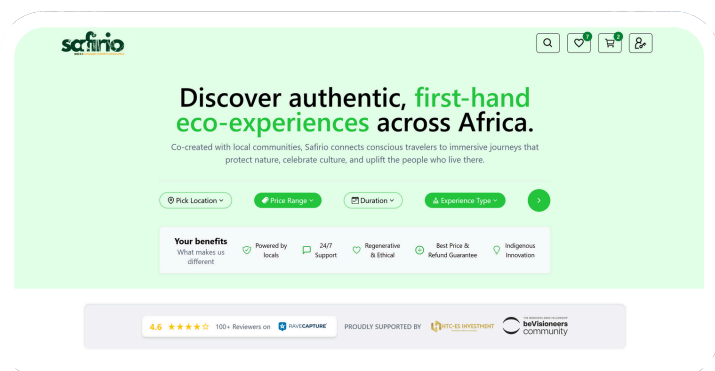 safirio
7
2
Discover authentic, first-hand
eco-experiences across Africa.
Co-created with local communities, Safirio connects conscious travelers to immersive journeys that
protect nature, celebrate culture, and uplift the people who live there.
Pick Location
Price Range
Duration
Experience Type
Your benefits
What makes us
different
Powered by
locals
24/7
Support
Regenerative
& Ethical
Best Price &
Refund Guarantee
Indigenous
Innovation
4.6
100+ Reviewers on
RAVECAPTURE
PROUDLY SUPPORTED BY
HTC-ES INVESTMENT
beVisioneers
community